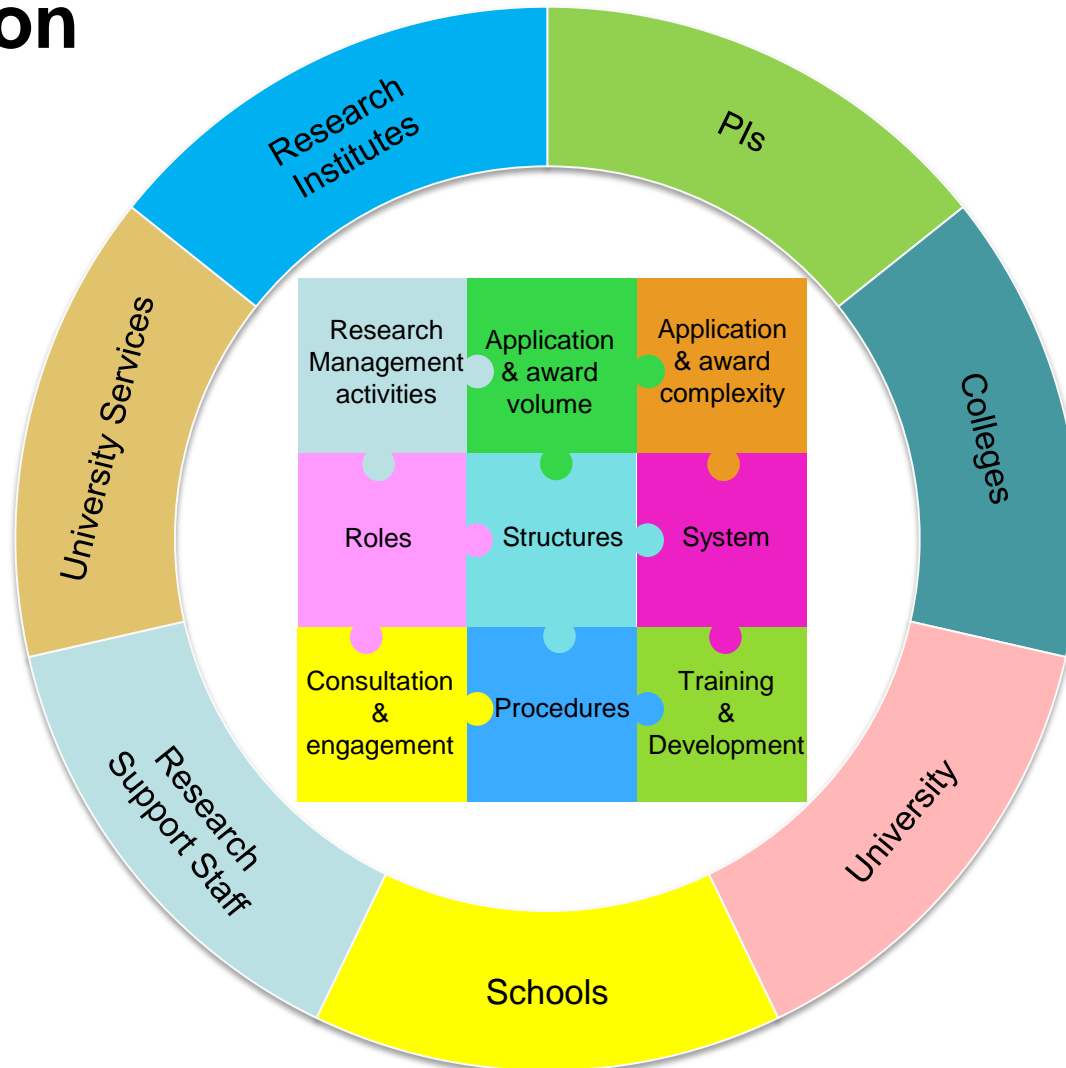 on
Research
Institutes
PIs
Colleges
University
Schools
Research
Support Staff
University Services
Research
Management
activities
Application
& award
volume
Application
& award
complexity
Roles
Structures
System
Consultation
&
engagement
Procedures
Training
&
Development